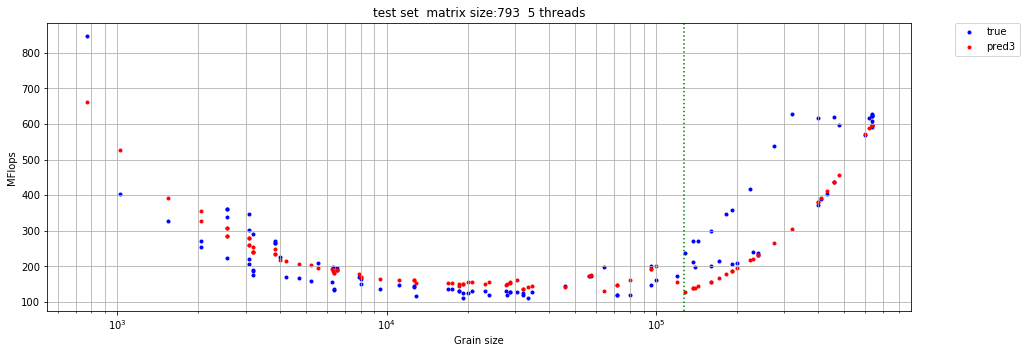 test set  matrix size:793  5 threads
true
pred3
MFlops
800
700
600
500
400
300
200
100
10³
10⁴
10⁵
Grain size